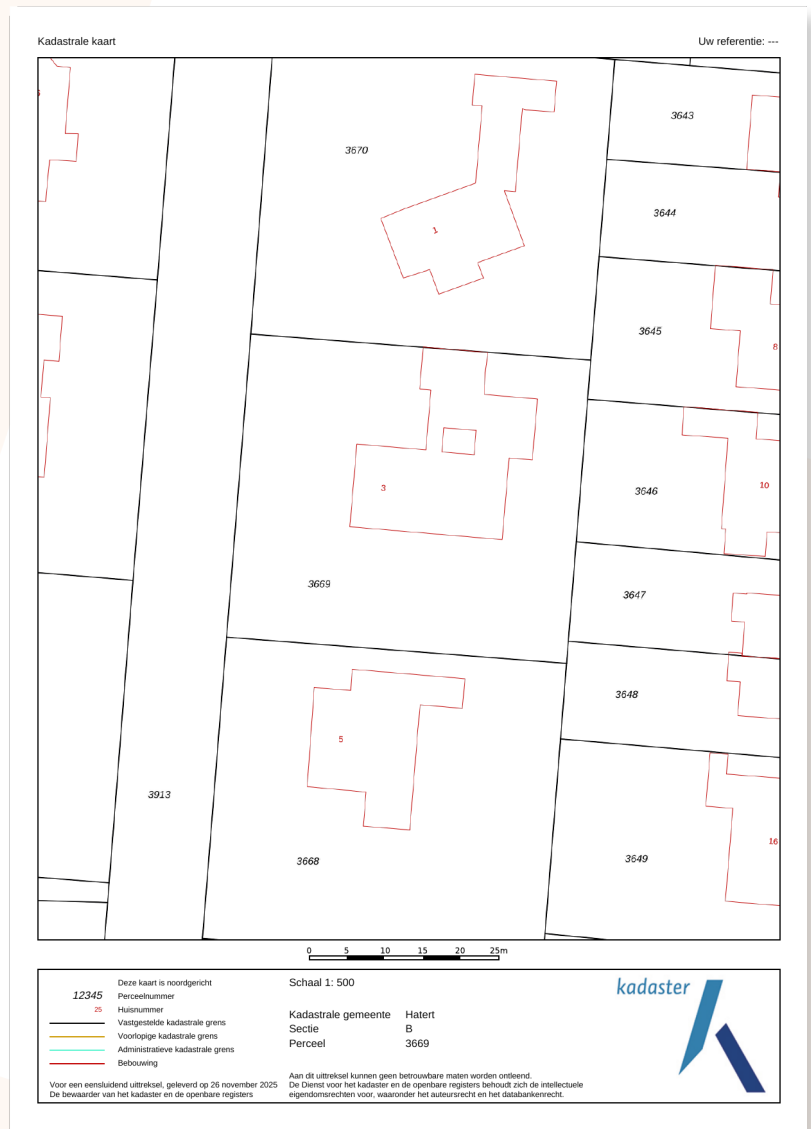 Kadastrale kaart
Uw referentie: ---
3643
3670
3644
1
3645
8
3646
10
3
3669
3647
3648
5
3913
16
3649
3668
0 5 10 15 20 25m
Deze kaart is noordgericht
12345 Perceelnummer
25 Huisnummer
Vastgestelde kadastrale grens
Voorlopige kadastrale grens
Administratieve kadastrale grens
Bebouwing
Voor een eensluidend uittreksel, geleverd op 26 november 2025
De bewaarder van het kadaster en de openbare registers
Schaal 1: 500
Kadastrale gemeente Hatert
Sectie B
Perceel 3669
Aan dit uittreksel kunnen geen betrouwbare maten worden ontleend.
De Dienst voor het kadaster en de openbare registers behoudt zich de intellectuele
eigendomsrechten voor, waaronder het auteursrecht en het databankenrecht.
kadaster